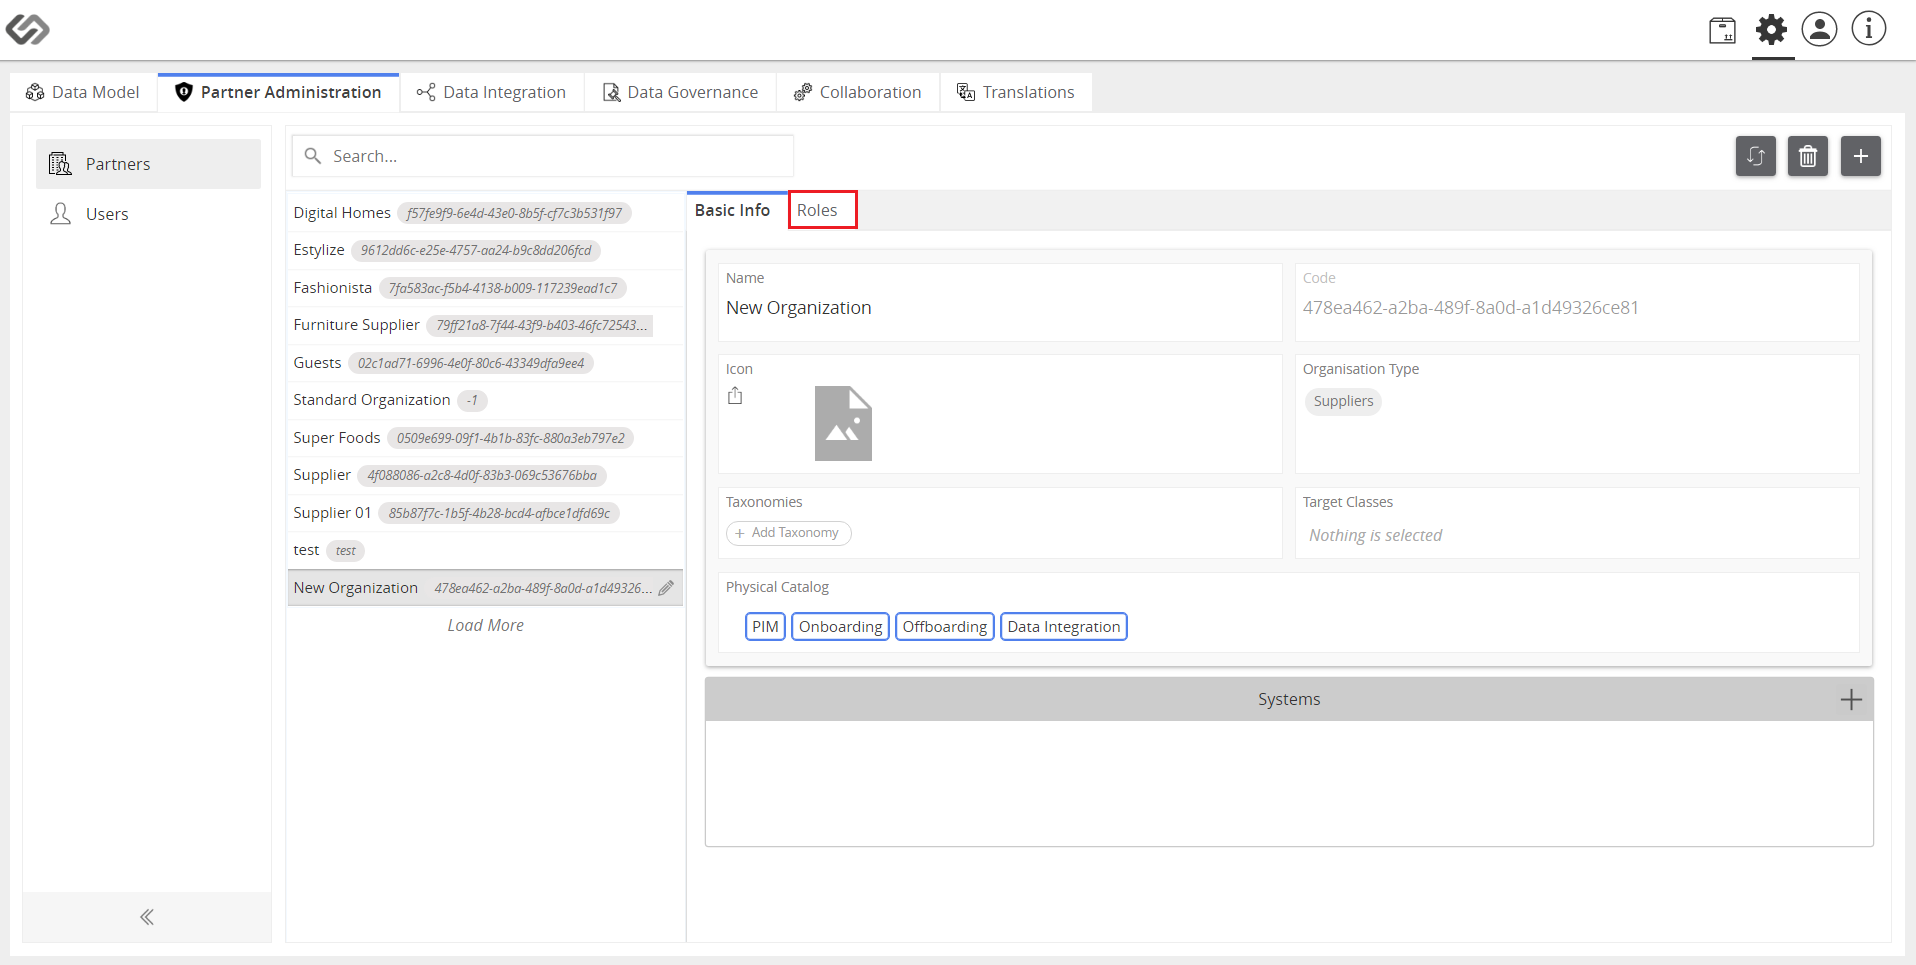 Data Model
Partner Administration
Data Integration
Data Governance
Collaboration
Translations
Partners
Users
Search...
Digital Homes f57fe9f9-6e4d-43e0-8b5f-cf7c3b531f97
Estylize 9612dd6c-e25e-4757-aa24-b9c8dd206fcd
Fashionista 7fa583ac-f5b4-4138-b009-117239ead1c7
Furniture Supplier 79ff21a8-7f44-43f9-b403-46fc72543...
Guests 02c1ad71-6996-4e0f-80c6-43349dfa9ee4
Standard Organization -1
Super Foods 0509e699-09f1-4b1b-83fc-880a3eb797e2
Supplier 4f088086-a2c8-4d0f-83b3-069c53676bba
Supplier 01 85b87f7c-1b5f-4b28-bcd4-afbce1dfd69c
test test
New Organization 478ea462-a2ba-489f-8a0d-a1d49326...
Load More
Basic Info
Roles
Name
New Organization
Code
478ea462-a2ba-489f-8a0d-a1d49326ce81
Icon
Organisation Type
Suppliers
Taxonomies
+ Add Taxonomy
Target Classes
Nothing is selected
Physical Catalog
PIM Onboarding Offboarding Data Integration
Systems